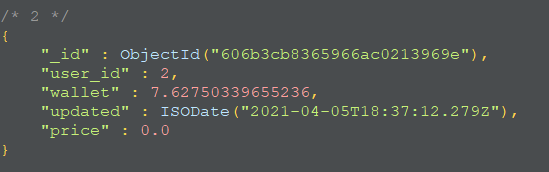 /* 2 */
{
"_id" : ObjectId("606b3cb8365966ac0213969e"),
"user_id" : 2,
"wallet" : 7.62750339655236,
"updated" : ISODate("2021-04-05T18:37:12.279Z"),
"price" : 0.0
}